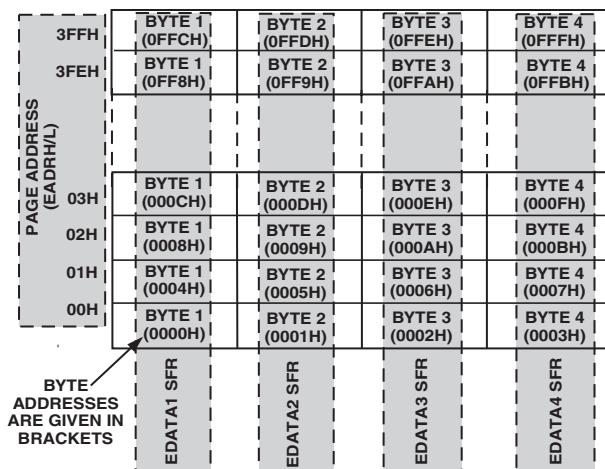 3FFH
BYTE 1
(0FFCH)
BYTE 2
(0FFDH)
BYTE 3
(0FFEH)
BYTE 4
(0FFFH)
3FEH
BYTE 1
(0FF8H)
BYTE 2
(0FF9H)
BYTE 3
(0FFAH)
BYTE 4
(0FFBH)
PAGE ADDRESS
(EADRH/L)
03H
BYTE 1
(000CH)
BYTE 2
(000DH)
BYTE 3
(000EH)
BYTE 4
(000FH)
02H
BYTE 1
(0008H)
BYTE 2
(0009H)
BYTE 3
(000AH)
BYTE 4
(000BH)
01H
BYTE 1
(0004H)
BYTE 2
(0005H)
BYTE 3
(0006H)
BYTE 4
(0007H)
00H
BYTE 1
(0000H)
BYTE 2
(0001H)
BYTE 3
(0002H)
BYTE 4
(0003H)
BYTE
ADDRESSES
ARE GIVEN IN
BRACKETS
EDATA1 SFR
EDATA2 SFR
EDATA3 SFR
EDATA4 SFR